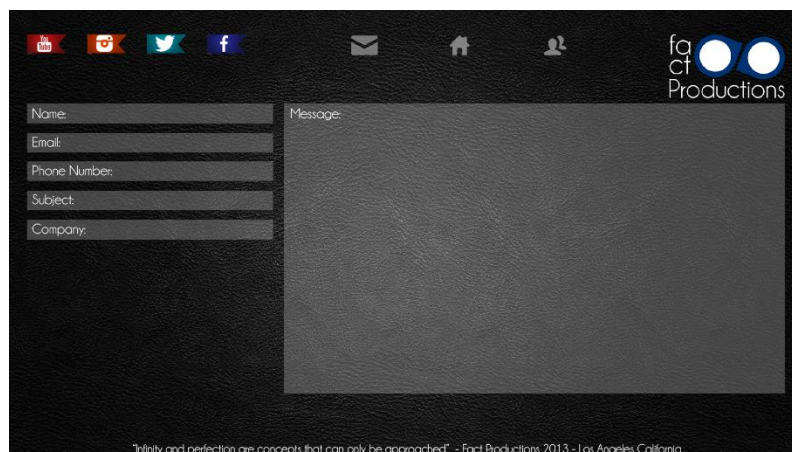 You
Tube
fa
ct
Productions
Name:
Message:
Email:
Phone Number:
Subject:
Company:
"Infinity and perfection are concepts that can only be approached" - Fact Productions 2013 - Los Angeles California